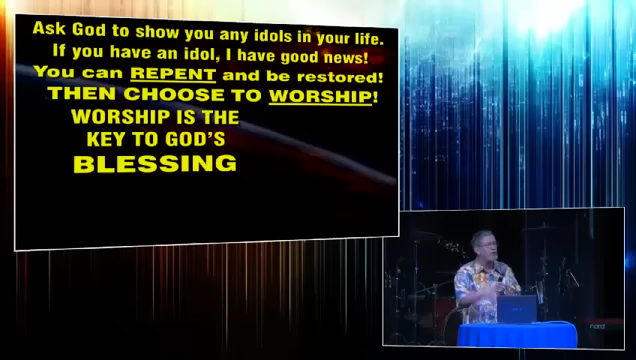 Ask God to show you any idols in your life.
If you have an idol, I have good news!
You can REPENT and be restored!
THEN CHOOSE TO WORSHIP!
WORSHIP IS THE
KEY TO GOD'S
BLESSING
nord